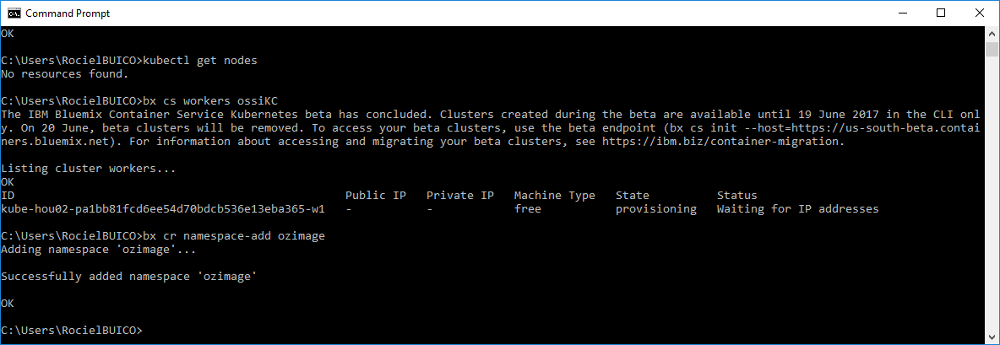 Command Prompt
OK
C:\Users\RocielBUICO>kubectl get nodes
No resources found.
C:\Users\RocielBUICO>bx cs workers ossiKC
The IBM Bluemix Container Service Kubernetes beta has concluded. Clusters created during the beta are available until 19 June 2017 in the CLI onl
y. On 20 June, beta clusters will be removed. To access your beta clusters, use the beta endpoint (bx cs init --host=https://us-south-beta.contai
ners.bluemix.net). For information about accessing and migrating your beta clusters, see https://ibm.biz/container-migration.
Listing cluster workers...
OK
ID Public IP Private IP Machine Type State Status
kube-hou02-pa1bb81fcd6ee54d70bdcb536e13eba365-w1 - - free provisioning Waiting for IP addresses
C:\Users\RocielBUICO>bx cr namespace-add ozimage
Adding namespace 'ozimage'...
Successfully added namespace 'ozimage'
OK
C:\Users\RocielBUICO>